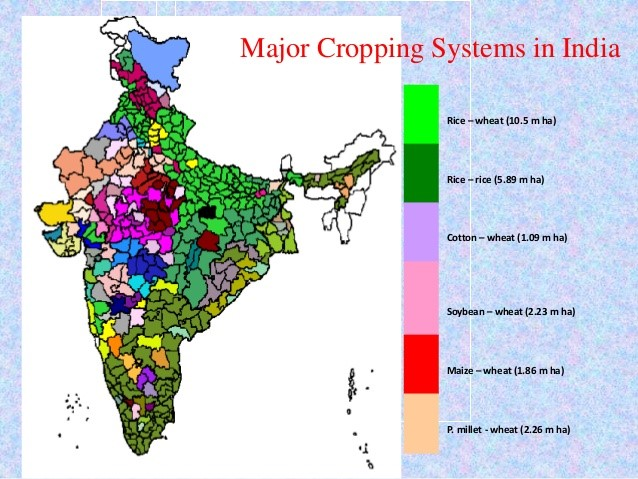 Major Cropping Systems in India
Rice – wheat (10.5 m ha)
Rice – rice (5.89 m ha)
Cotton – wheat (1.09 m ha)
Soybean – wheat (2.23 m ha)
Maize – wheat (1.86 m ha)
P. millet - wheat (2.26 m ha)